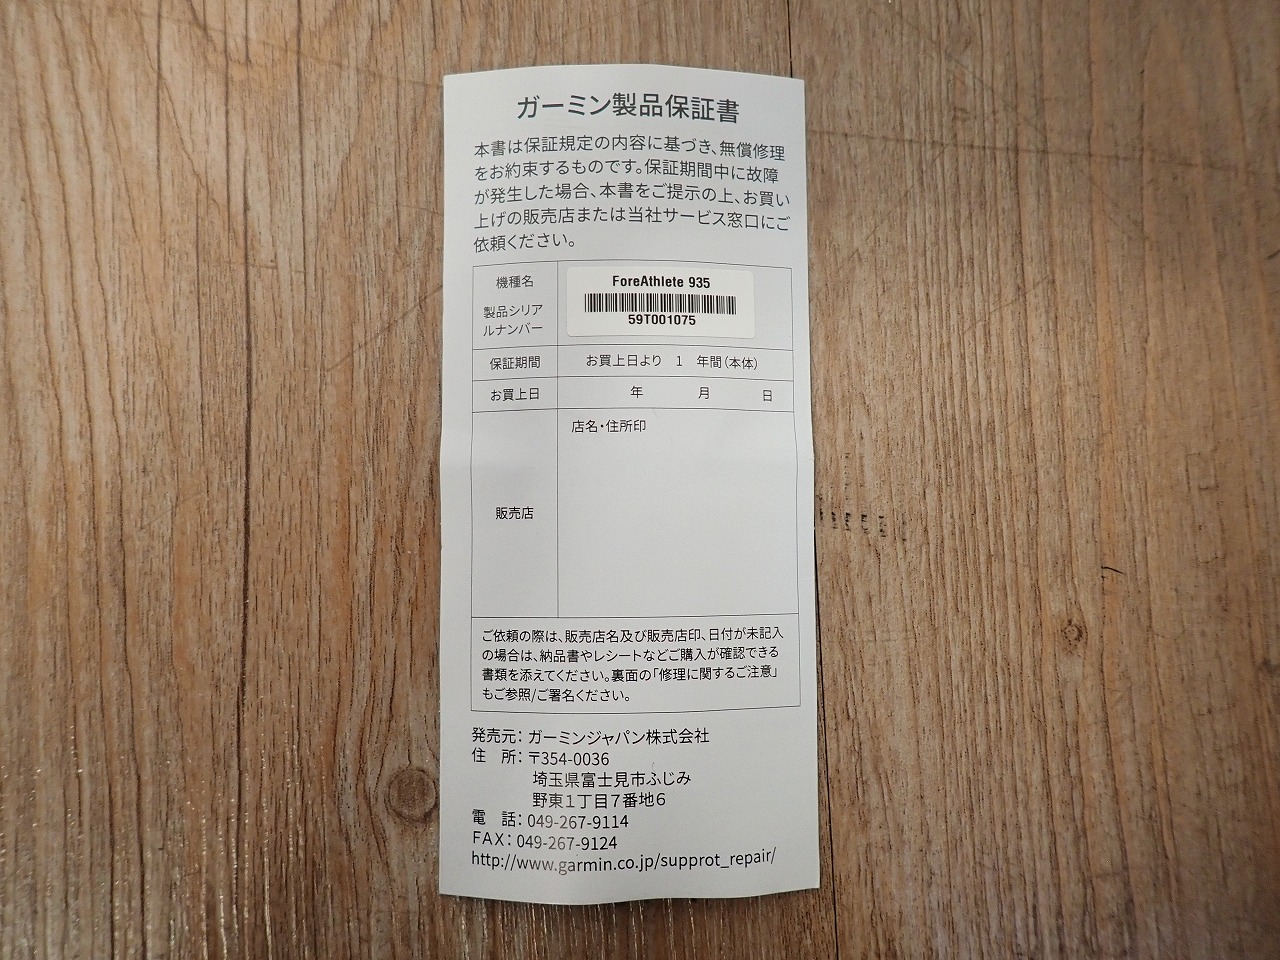 ガーミン製品保証書
本書は保証規定の内容に基づき、無償修理
をお約束するものです。保証期間中に故障
が発生した場合、本書をご提示の上、お買い
上げの販売店または当社サービス窓口にご
依頼ください。
機種名
ForeAthlete 935
製品シリア
ルナンバー
59T001075
保証期間 お買上日より 1 年間（本体）
お買上日 年 月 日
店名・住所印
販売店
ご依頼の際は、販売店名及び販売店印、日付が未記入
の場合は、納品書やレシートなどご購入が確認できる
書類を添えてください。裏面の「修理に関するご注意」
もご参照/ご署名ください。
発売元：ガーミンジャパン株式会社
住　所：〒354-0036
埼玉県富士見市ふじみ
野東１丁目７番地６
電　話：049-267-9114
ＦＡＸ：049-267-9124
http://www.garmin.co.jp/supprot_repair/